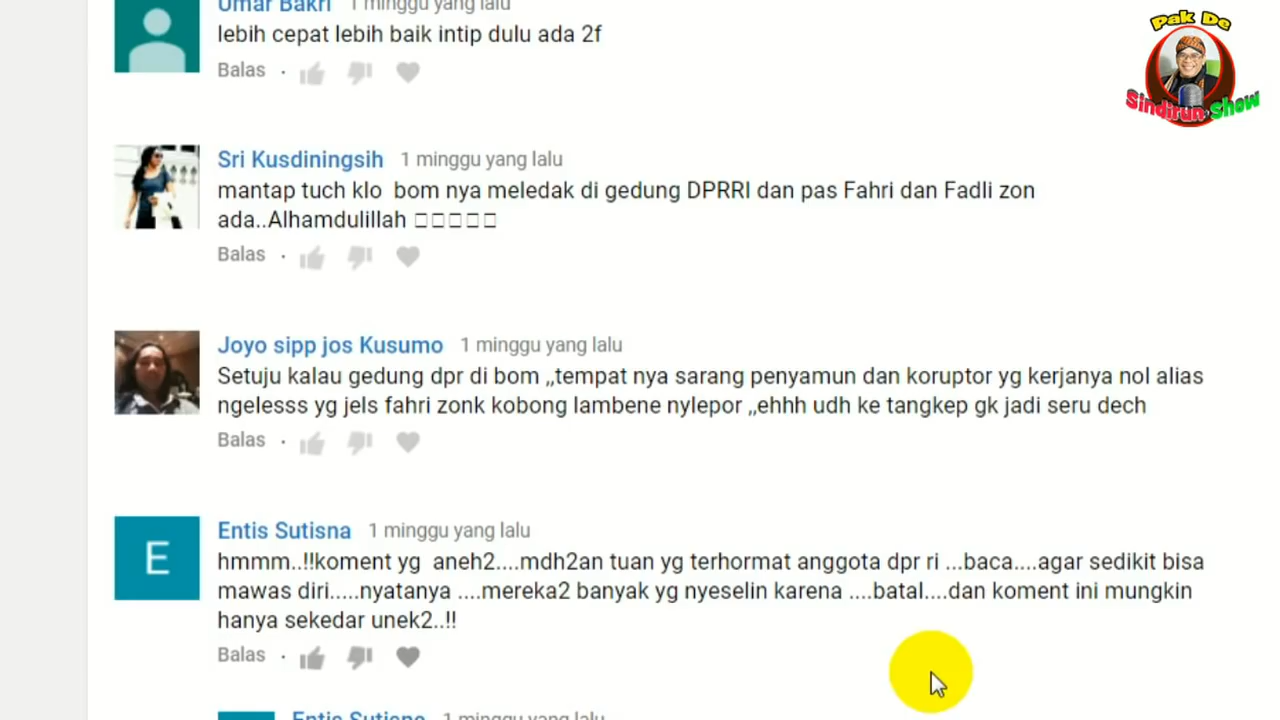 Umar Bakri 1 minggu yang lalu
lebih cepat lebih baik intip dulu ada 2f
Balas
Pak De
Sindiran Show
Sri Kusdiningsih 1 minggu yang lalu
mantap tuch klo bom nya meledak di gedung DPRRI dan pas Fahri dan Fadli zon
ada..Alhamdulillah □□□□□
Balas
Joyo sipp jos Kusumo 1 minggu yang lalu
Setuju kalau gedung dpr di bom ,,tempat nya sarang penyamun dan koruptor yg kerjanya nol alias
ngelesss yg jels fahri zonk kobong lambene nylepor ,,ehhh udh ke tangkep gk jadi seru dech
Balas
E
Entis Sutisna 1 minggu yang lalu
hmmm..!!koment yg aneh2....mdh2an tuan yg terhormat anggota dpr ri ...baca....agar sedikit bisa
mawas diri.....nyatanya ....mereka2 banyak yg nyeselin karena ....batal....dan koment ini mungkin
hanya sekedar unek2..!!
Balas
Entis Sutisna 1 minggu yang lalu